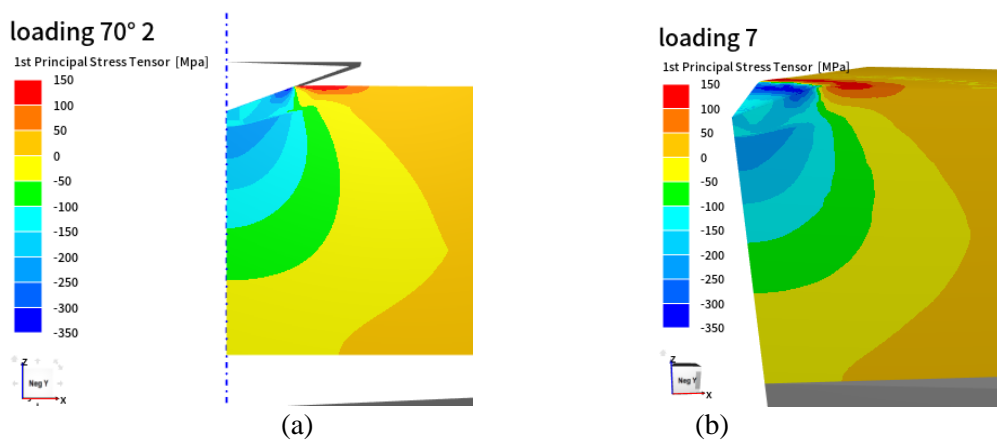 loading 70° 2
1st Principal Stress Tensor [Mpa]
150
100
50
0
-50
-100
-150
-200
-250
-300
-350
Z
Neg Y
X
(a)
loading 7
1st Principal Stress Tensor [MPa]
150
100
50
0
-50
-100
-150
-200
-250
-300
-350
Z
Neg Y
X
(b)